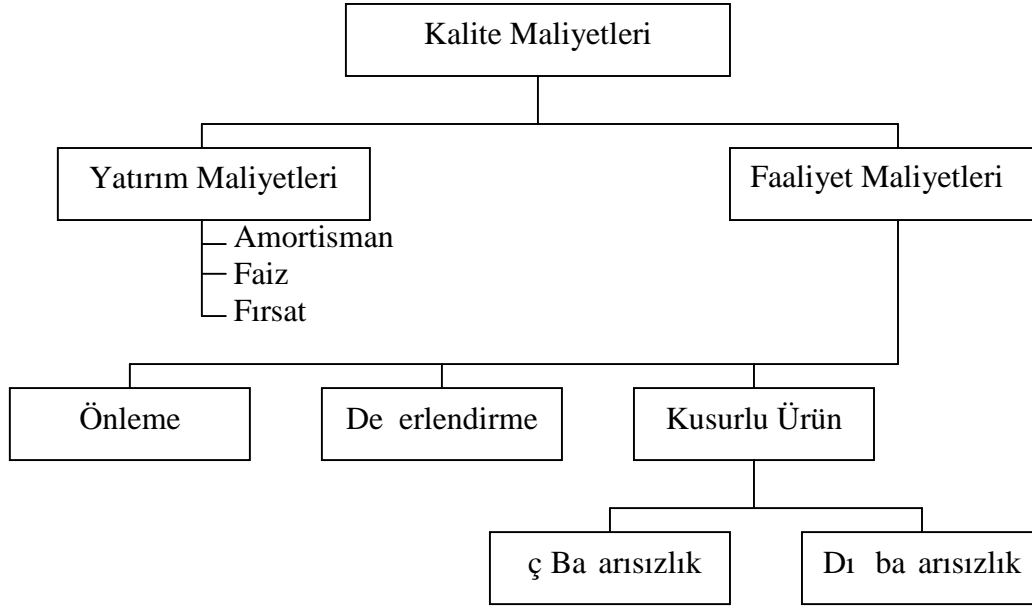 Kalite Maliyetleri
Yatırım Maliyetleri
Faaliyet Maliyetleri
Amortisman
Faiz
Fırsat
Önleme
De erlendirme
Kusurlu Ürün
ç Ba arısızlık
Dı ba arısızlık